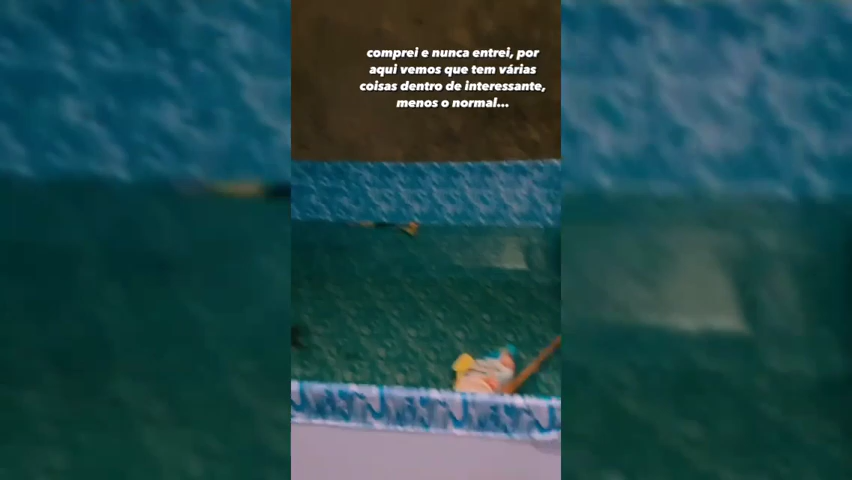 comprei e nunca entrei, por
aqui vemos que tem várias
coisas dentro de interessante,
menos o normal...